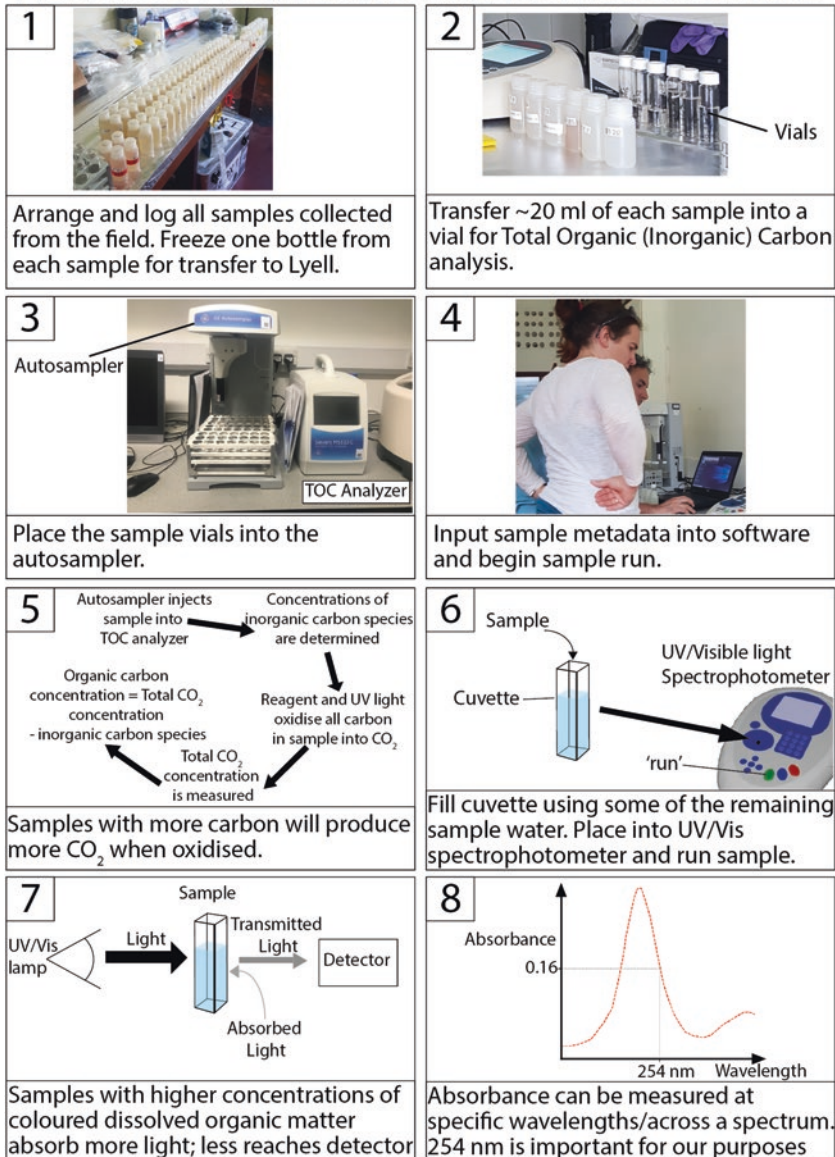 1
Arrange and log all samples collected
from the field. Freeze one bottle from
each sample for transfer to Lyell.
2
Vials
Transfer ~20 ml of each sample into a
vial for Total Organic (Inorganic) Carbon
analysis.
3
Autosampler
TOC Analyzer
Place the sample vials into the
autosampler.
4
Input sample metadata into software
and begin sample run.
5
Autosampler injects
sample into
TOC analyzer
Concentrations of
inorganic carbon species
are determined
Reagent and UV light
oxidise all carbon
in sample into CO₂
Total CO₂
concentration
is measured
Organic carbon
concentration = Total CO₂
concentration
- inorganic carbon species
Samples with more carbon will produce
more CO₂ when oxidised.
6
Sample
Cuvette
UV/Visible light
Spectrophotometer
'run'
Fill cuvette using some of the remaining
sample water. Place into UV/Vis
spectrophotometer and run sample.
7
Sample
UV/Vis
lamp
Light
Transmitted
Light
Detector
Absorbed
Light
Samples with higher concentrations of
coloured dissolved organic matter
absorb more light; less reaches detector
8
Absorbance
0.16
254 nm
Wavelength
Absorbance can be measured at
specific wavelengths/across a spectrum.
254 nm is important for our purposes